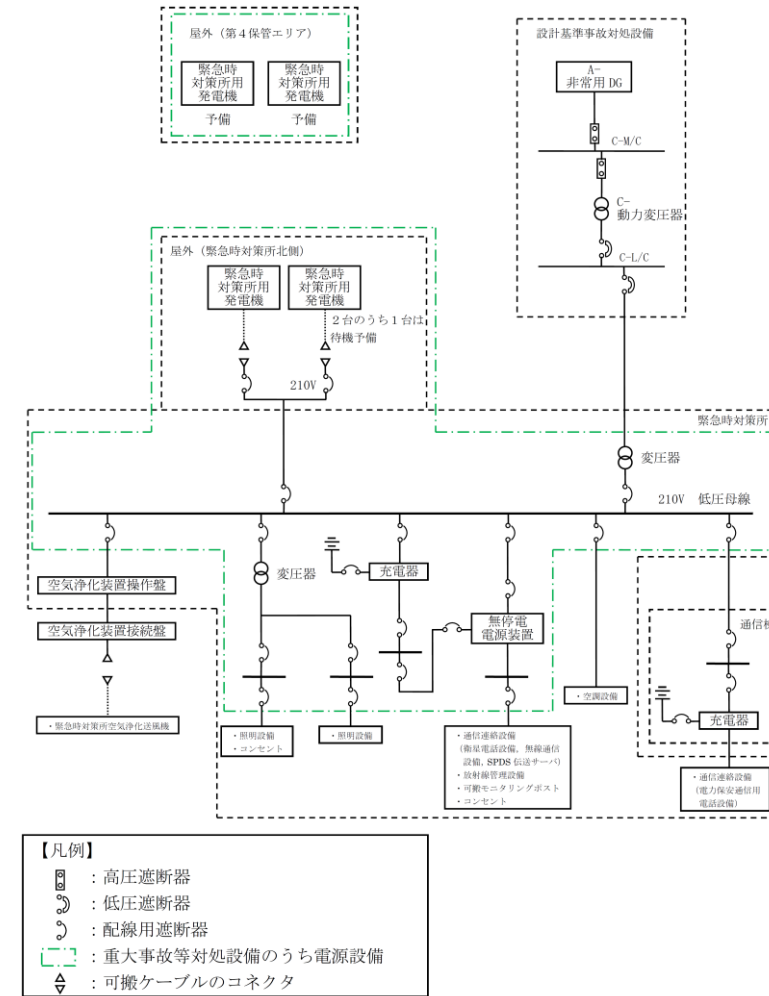 屋外（第４保管エリア）
緊急時
対策所用
発電機
緊急時
対策所用
発電機
予備
予備
設計基準事故対処設備
A-
非常用 DG
C-M/C
C-
動力変圧器
C-L/C
屋外（緊急時対策所北側）
緊急時
対策所用
発電機
緊急時
対策所用
発電機
２台のうち１台は
待機予備
210V
緊急時対策所
変圧器
210V 低圧母線
空気浄化装置操作盤
変圧器
充電器
無停電
電源装置
空気浄化装置接続盤
通信機
・空調設備
充電器
・緊急時対策所空気浄化送風機
・照明設備
・コンセント
・照明設備
・通信連絡設備
（衛星電話設備，無線通信
設備，SPDS 伝送サーバ）
・放射線管理設備
・可搬モニタリングポスト
・コンセント
・通信連絡設備
（電力保安通信用
電話設備）
【凡例】
：高圧遮断器
：低圧遮断器
：配線用遮断器
：重大事故等対処設備のうち電源設備
：可搬ケーブルのコネクタ